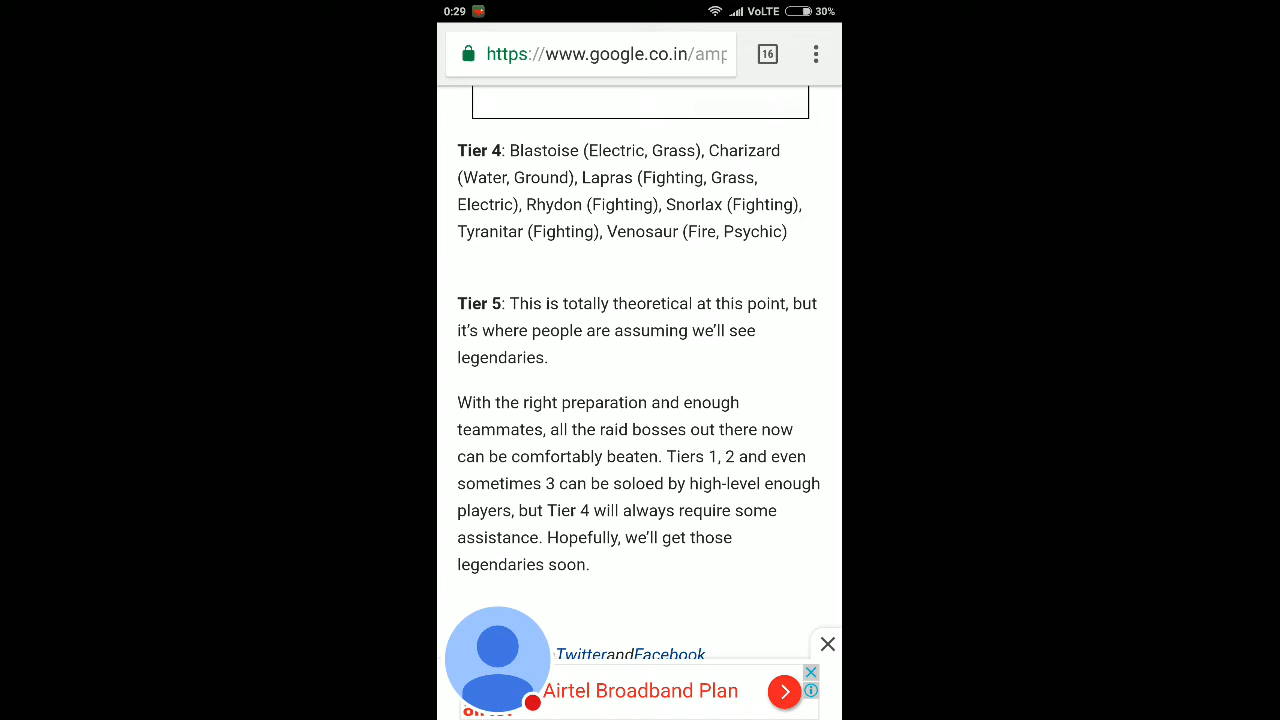 0:29 VoLTE 30%
https://www.google.co.in/amp 16
Tier 4: Blastoise (Electric, Grass), Charizard
(Water, Ground), Lapras (Fighting, Grass,
Electric), Rhydon (Fighting), Snorlax (Fighting),
Tyranitar (Fighting), Venosaur (Fire, Psychic)
Tier 5: This is totally theoretical at this point, but
it’s where people are assuming we’ll see
legendaries.
With the right preparation and enough
teammates, all the raid bosses out there now
can be comfortably beaten. Tiers 1, 2 and even
sometimes 3 can be soloed by high-level enough
players, but Tier 4 will always require some
assistance. Hopefully, we’ll get those
legendaries soon.
TwitterandFacebook
Airtel Broadband Plan